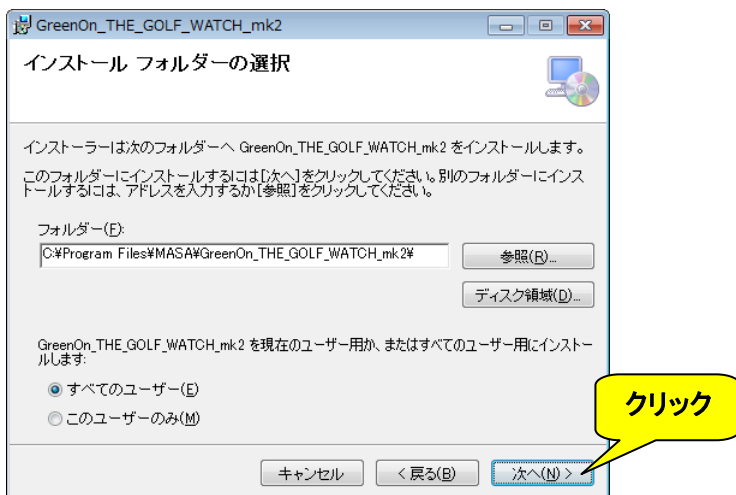 GreenOn_THE_GOLF_WATCH_mk2
インストール フォルダーの選択
インストーラーは次のフォルダーへ GreenOn_THE_GOLF_WATCH_mk2 をインストールします。
このフォルダーにインストールするには[次へ]をクリックしてください。別のフォルダーにインス
トールするには、アドレスを入力するか[参照]をクリックしてください。
フォルダー(F):
C:¥Program Files¥MASA¥GreenOn_THE_GOLF_WATCH_mk2¥
参照(R)...
ディスク領域(D)...
GreenOn_THE_GOLF_WATCH_mk2 を現在のユーザー用か、またはすべてのユーザー用にインストー
ルします:
すべてのユーザー(E)
このユーザーのみ(M)
クリック
キャンセル
< 戻る(B)
次へ(N) >